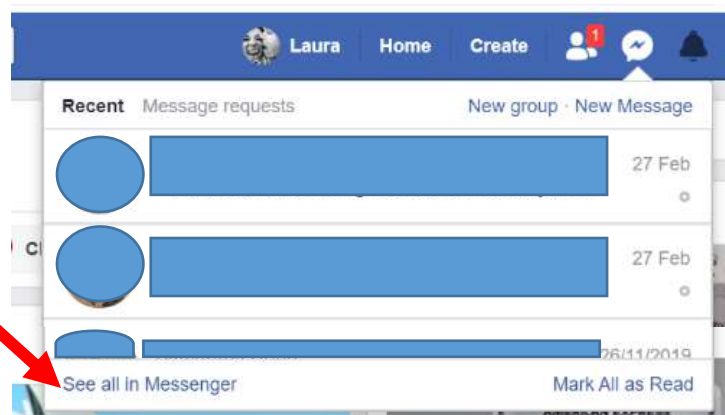 Laura Home Create 1
Recent Message requests New group · New Message
27 Feb
27 Feb
26/11/2019
See all in Messenger Mark All as Read